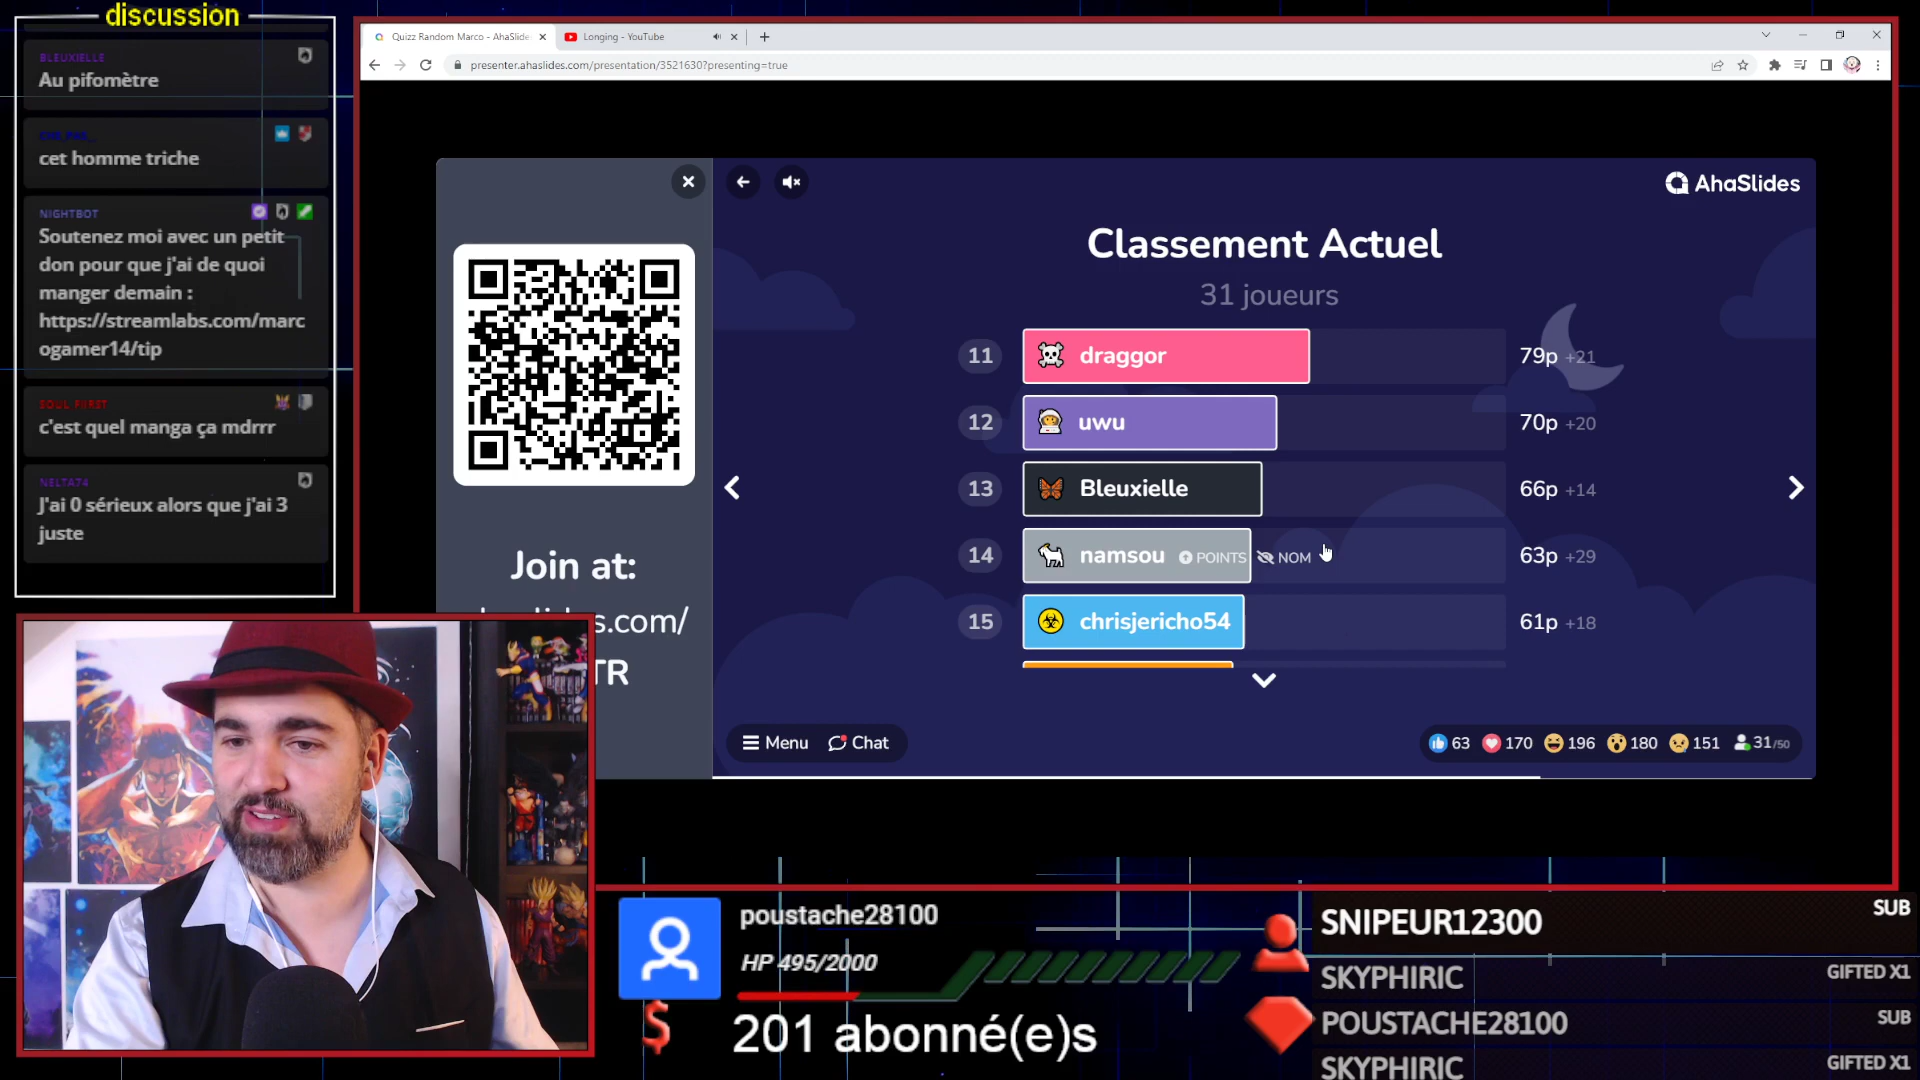 discussion
BLEUXIELLE
Au pifomètre
cet homme triche
NIGHTBOT
Soutenez moi avec un petit
don pour que j'ai de quoi
manger demain :
https://streamlabs.com/marc
ogamer14/tip
SOUL_FIIRST
c'est quel manga ça mdrrr
NELTA74
J'ai 0 sérieux alors que j'ai 3
juste
Quizz Random Marco - AhaSlide
Longing - YouTube
presenter.ahaslides.com/presentation/3521630?presenting=true
AhaSlides
Classement Actuel
31 joueurs
11 draggor 79p +21
12 uwu 70p +20
13 Bleuxielle 66p +14
14 namsou POINTS NOM 63p +29
15 chrisjericho54 61p +18
Join at:
s.com/
TR
Menu Chat
63 170 196 180 151 31/50
poustache28100
HP 495/2000
201 abonné(e)s
SNIPEUR12300 SUB
SKYPHIRIC GIFTED X1
POUSTACHE28100 SUB
SKYPHIRIC GIFTED X1